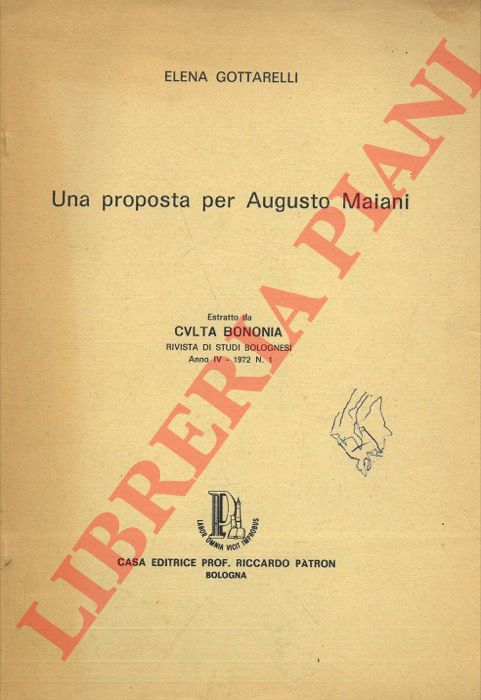 ELENA GOTTARELLI
Una proposta per Augusto Maiani
Estratto da
CVLTA BONONIA
RIVISTA DI STUDI BOLOGNESI
Anno IV - 1972 N. 1
LABOR OMNIA VICIT IMPROBUS
CASA EDITRICE PROF. RICCARDO PATRON
BOLOGNA
LIBRERIA PIANI